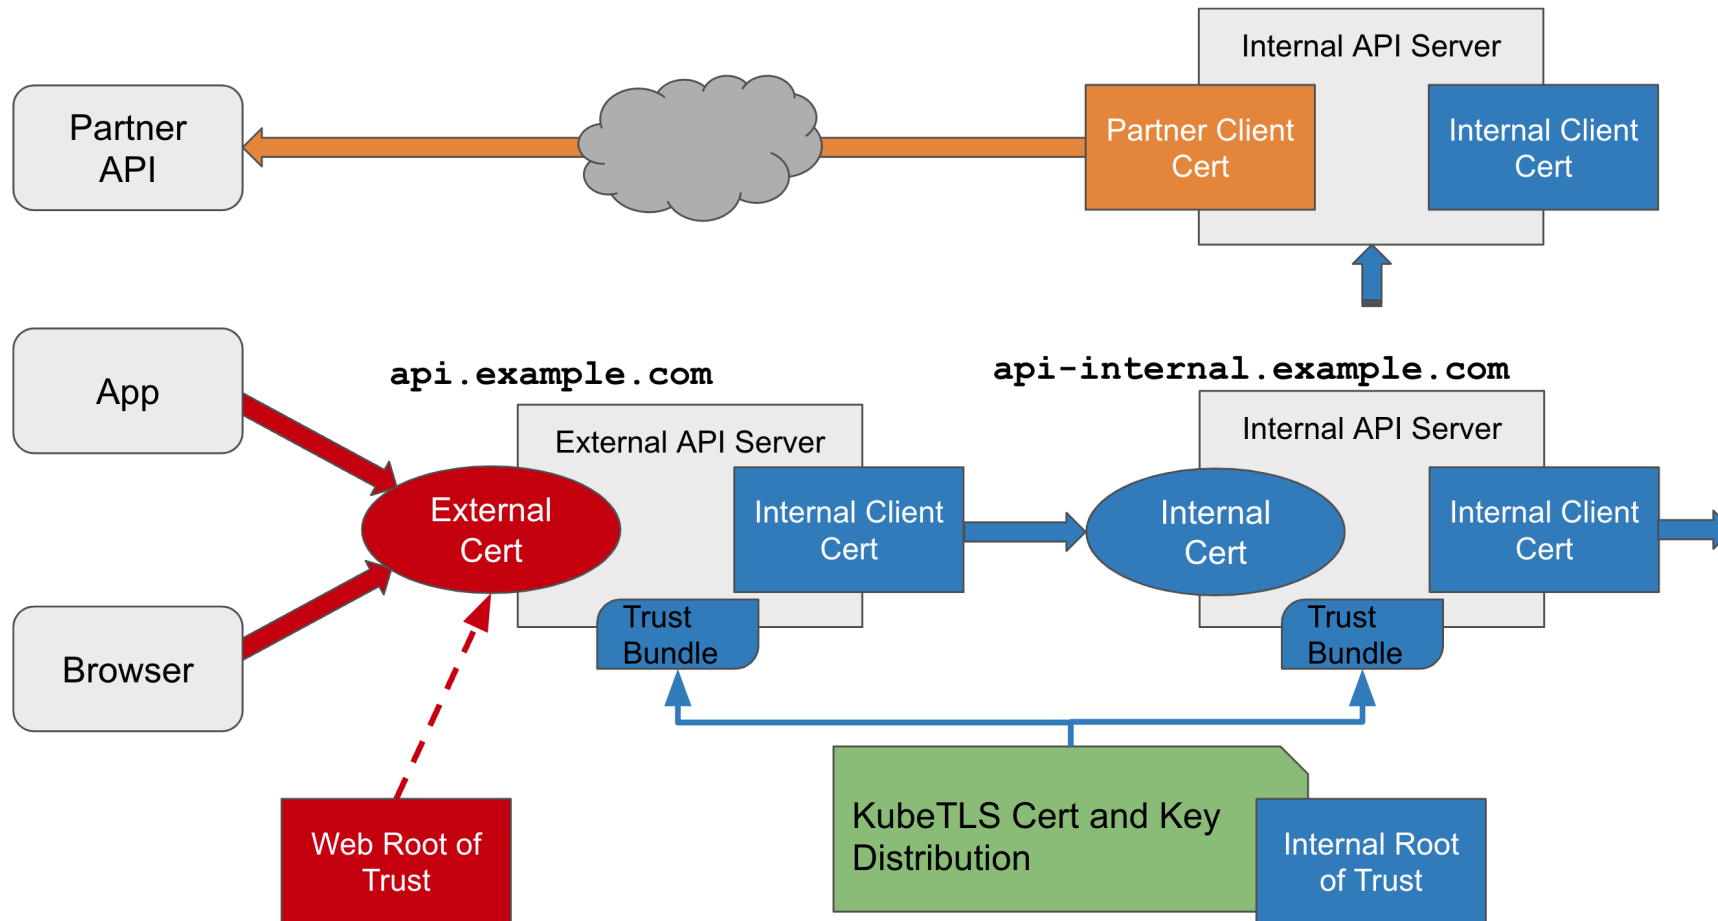 Internal API Server
Partner
API
Partner Client
Cert
Internal Client
Cert
App
api.example.com
api-internal.example.com
External API Server
Internal API Server
External
Cert
Internal Client
Cert
Internal
Cert
Internal Client
Cert
Trust
Bundle
Trust
Bundle
Browser
Web Root of
Trust
KubeTLS Cert and Key
Distribution
Internal Root
of Trust